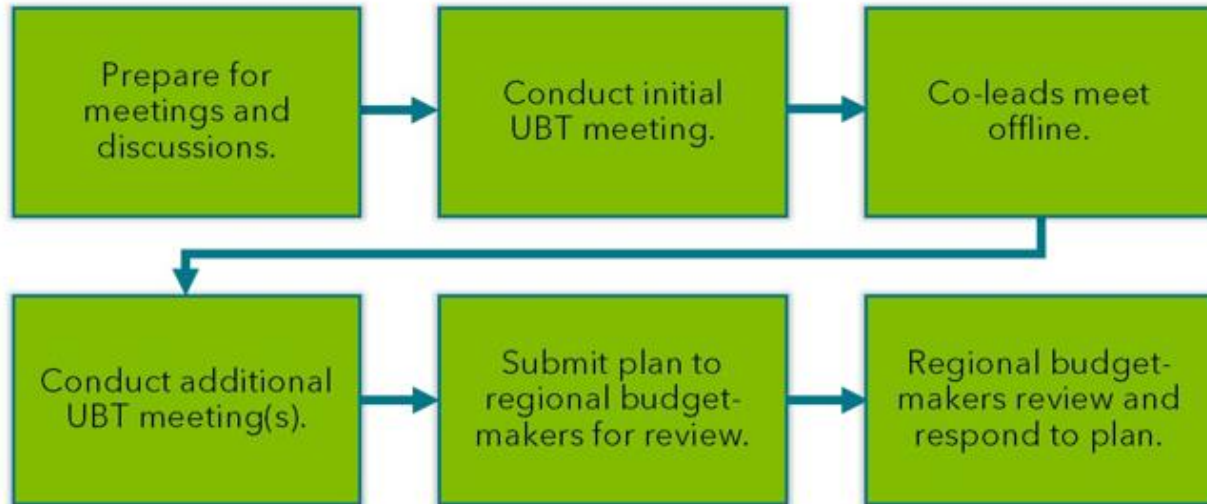 Prepare for
meetings and
discussions.
Conduct initial
UBT meeting.
Co-leads meet
offline.
Conduct additional
UBT meeting(s).
Submit plan to
regional budget-
makers for review.
Regional budget-
makers review and
respond to plan.